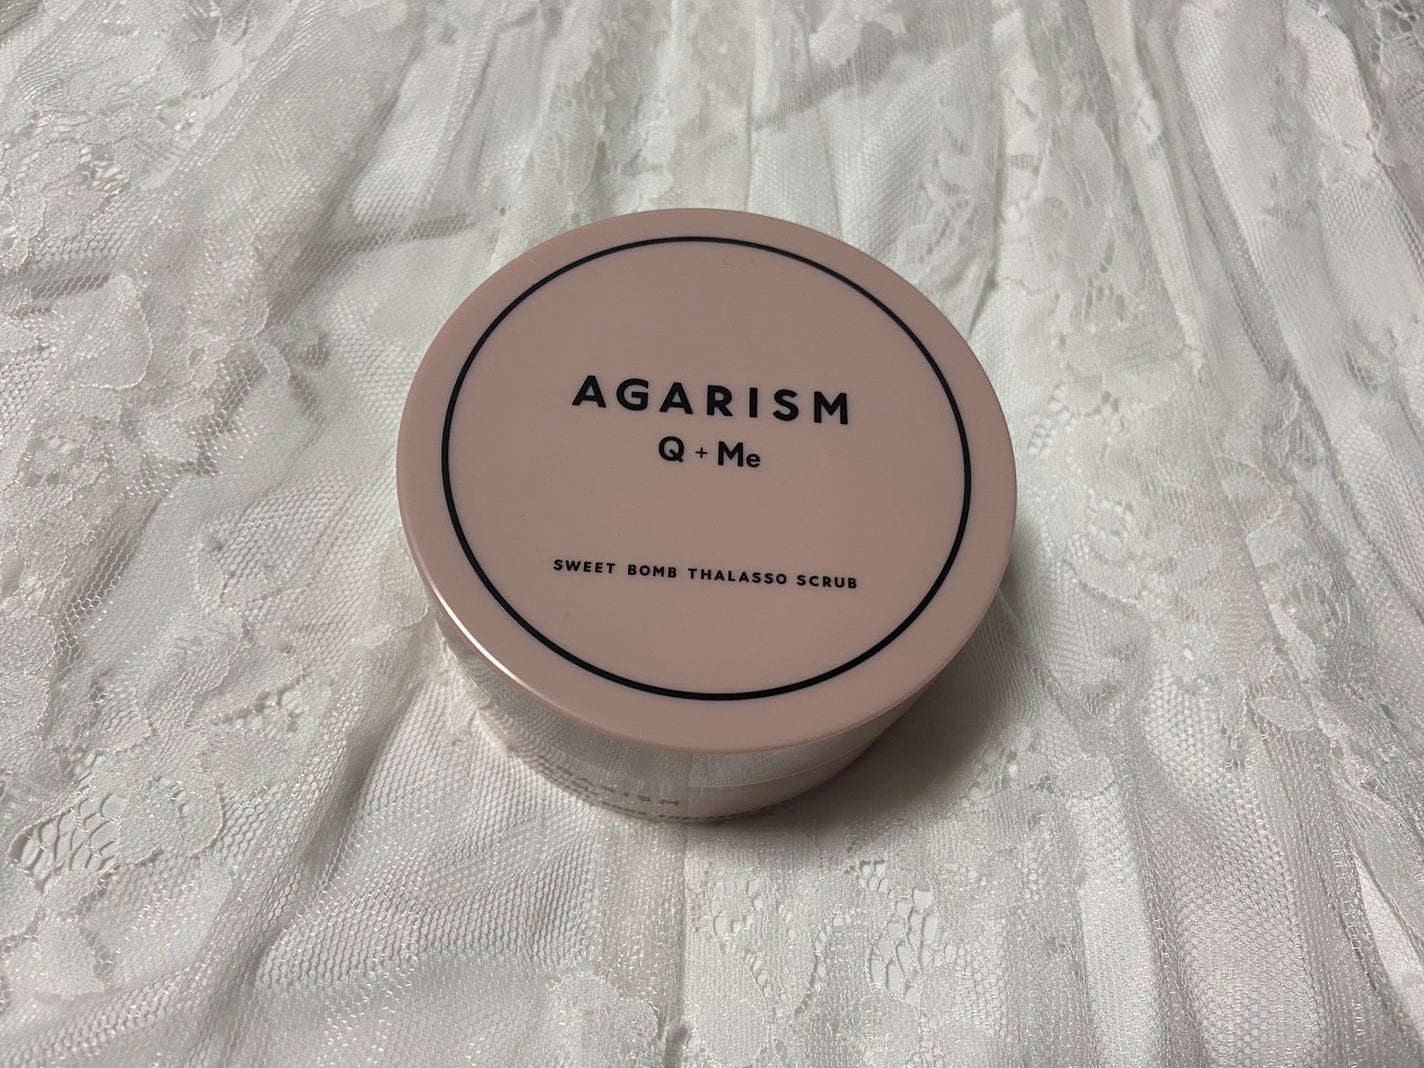 AGARISM
Q + Me
SWEET BOMB THALASSO SCRUB